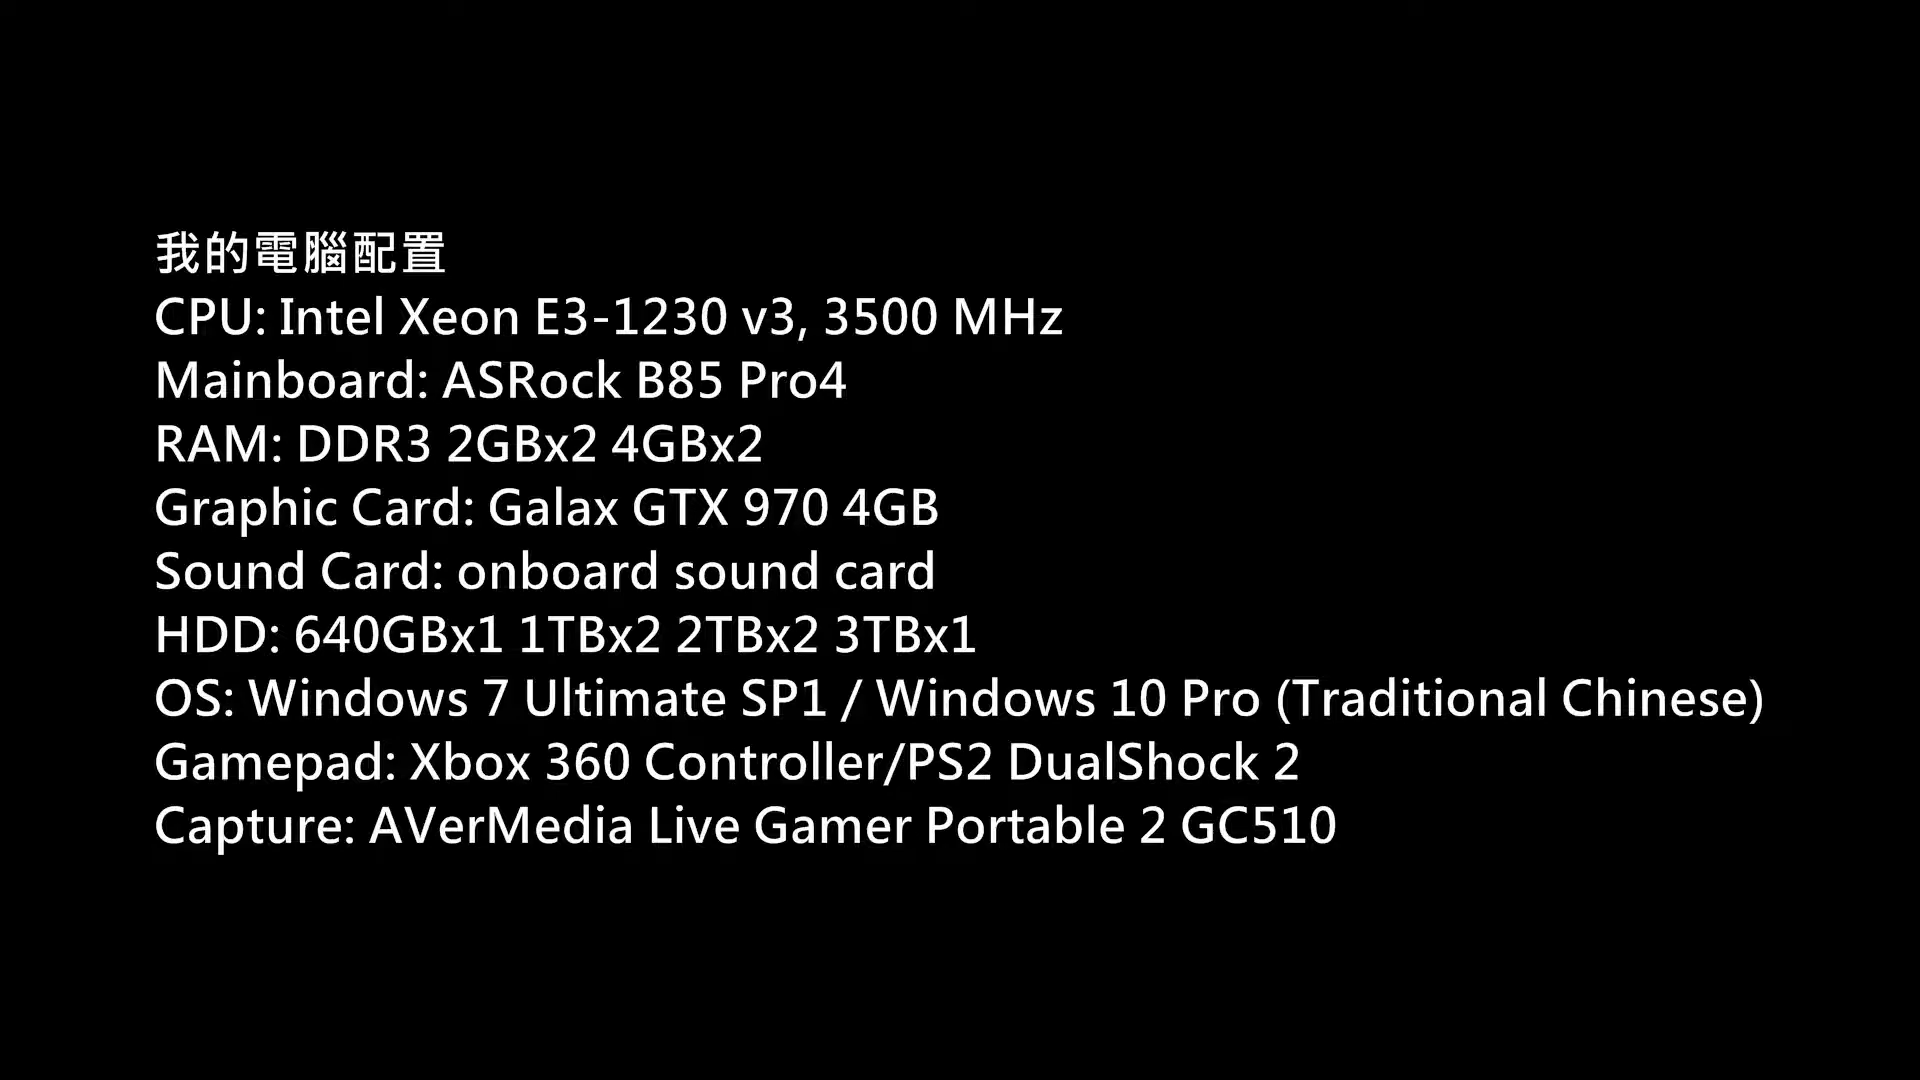 我的電腦配置
CPU: Intel Xeon E3-1230 v3, 3500 MHz
Mainboard: ASRock B85 Pro4
RAM: DDR3 2GBx2 4GBx2
Graphic Card: Galax GTX 970 4GB
Sound Card: onboard sound card
HDD: 640GBx1 1TBx2 2TBx2 3TBx1
OS: Windows 7 Ultimate SP1 / Windows 10 Pro (Traditional Chinese)
Gamepad: Xbox 360 Controller/PS2 DualShock 2
Capture: AVerMedia Live Gamer Portable 2 GC510